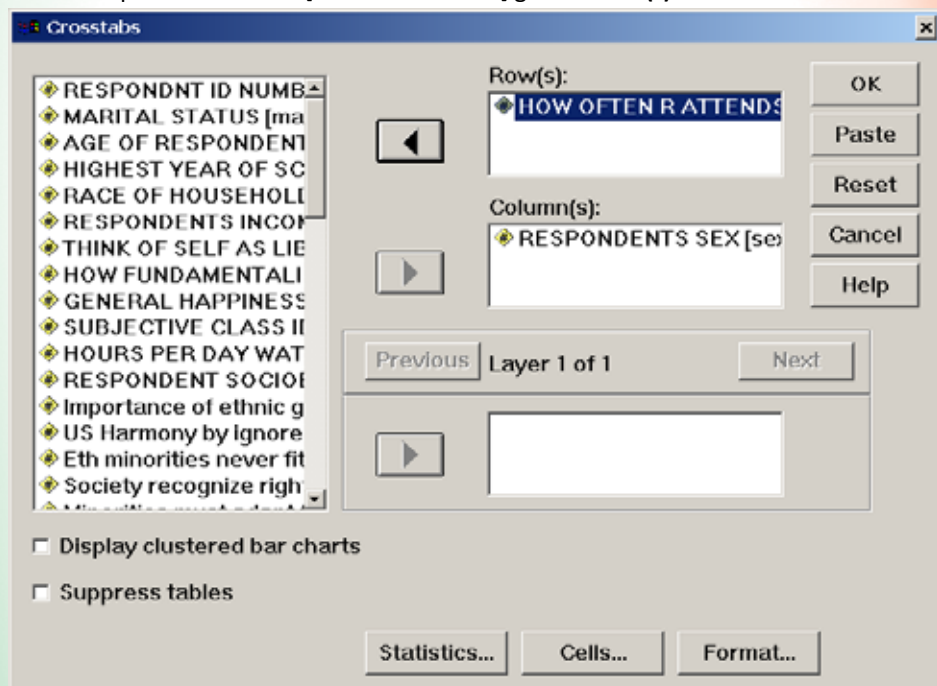 Crosstabs
RESPONDNT ID NUMB
MARITAL STATUS [ma
AGE OF RESPONDENT
HIGHEST YEAR OF SC
RACE OF HOUSEHOLD
RESPONDENTS INCOM
THINK OF SELF AS LIB
HOW FUNDAMENTALI
GENERAL HAPPINESS
SUBJECTIVE CLASS I
HOURS PER DAY WAT
RESPONDENT SOCIOE
Importance of ethnic g
US Harmony by ignore
Eth minorities never fit
Society recognize righ
Row(s):
HOW OFTEN R ATTENDS
Column(s):
RESPONDENTS SEX [sex
Previous Layer 1 of 1 Next
OK
Paste
Reset
Cancel
Help
Display clustered bar charts
Suppress tables
Statistics... Cells... Format...